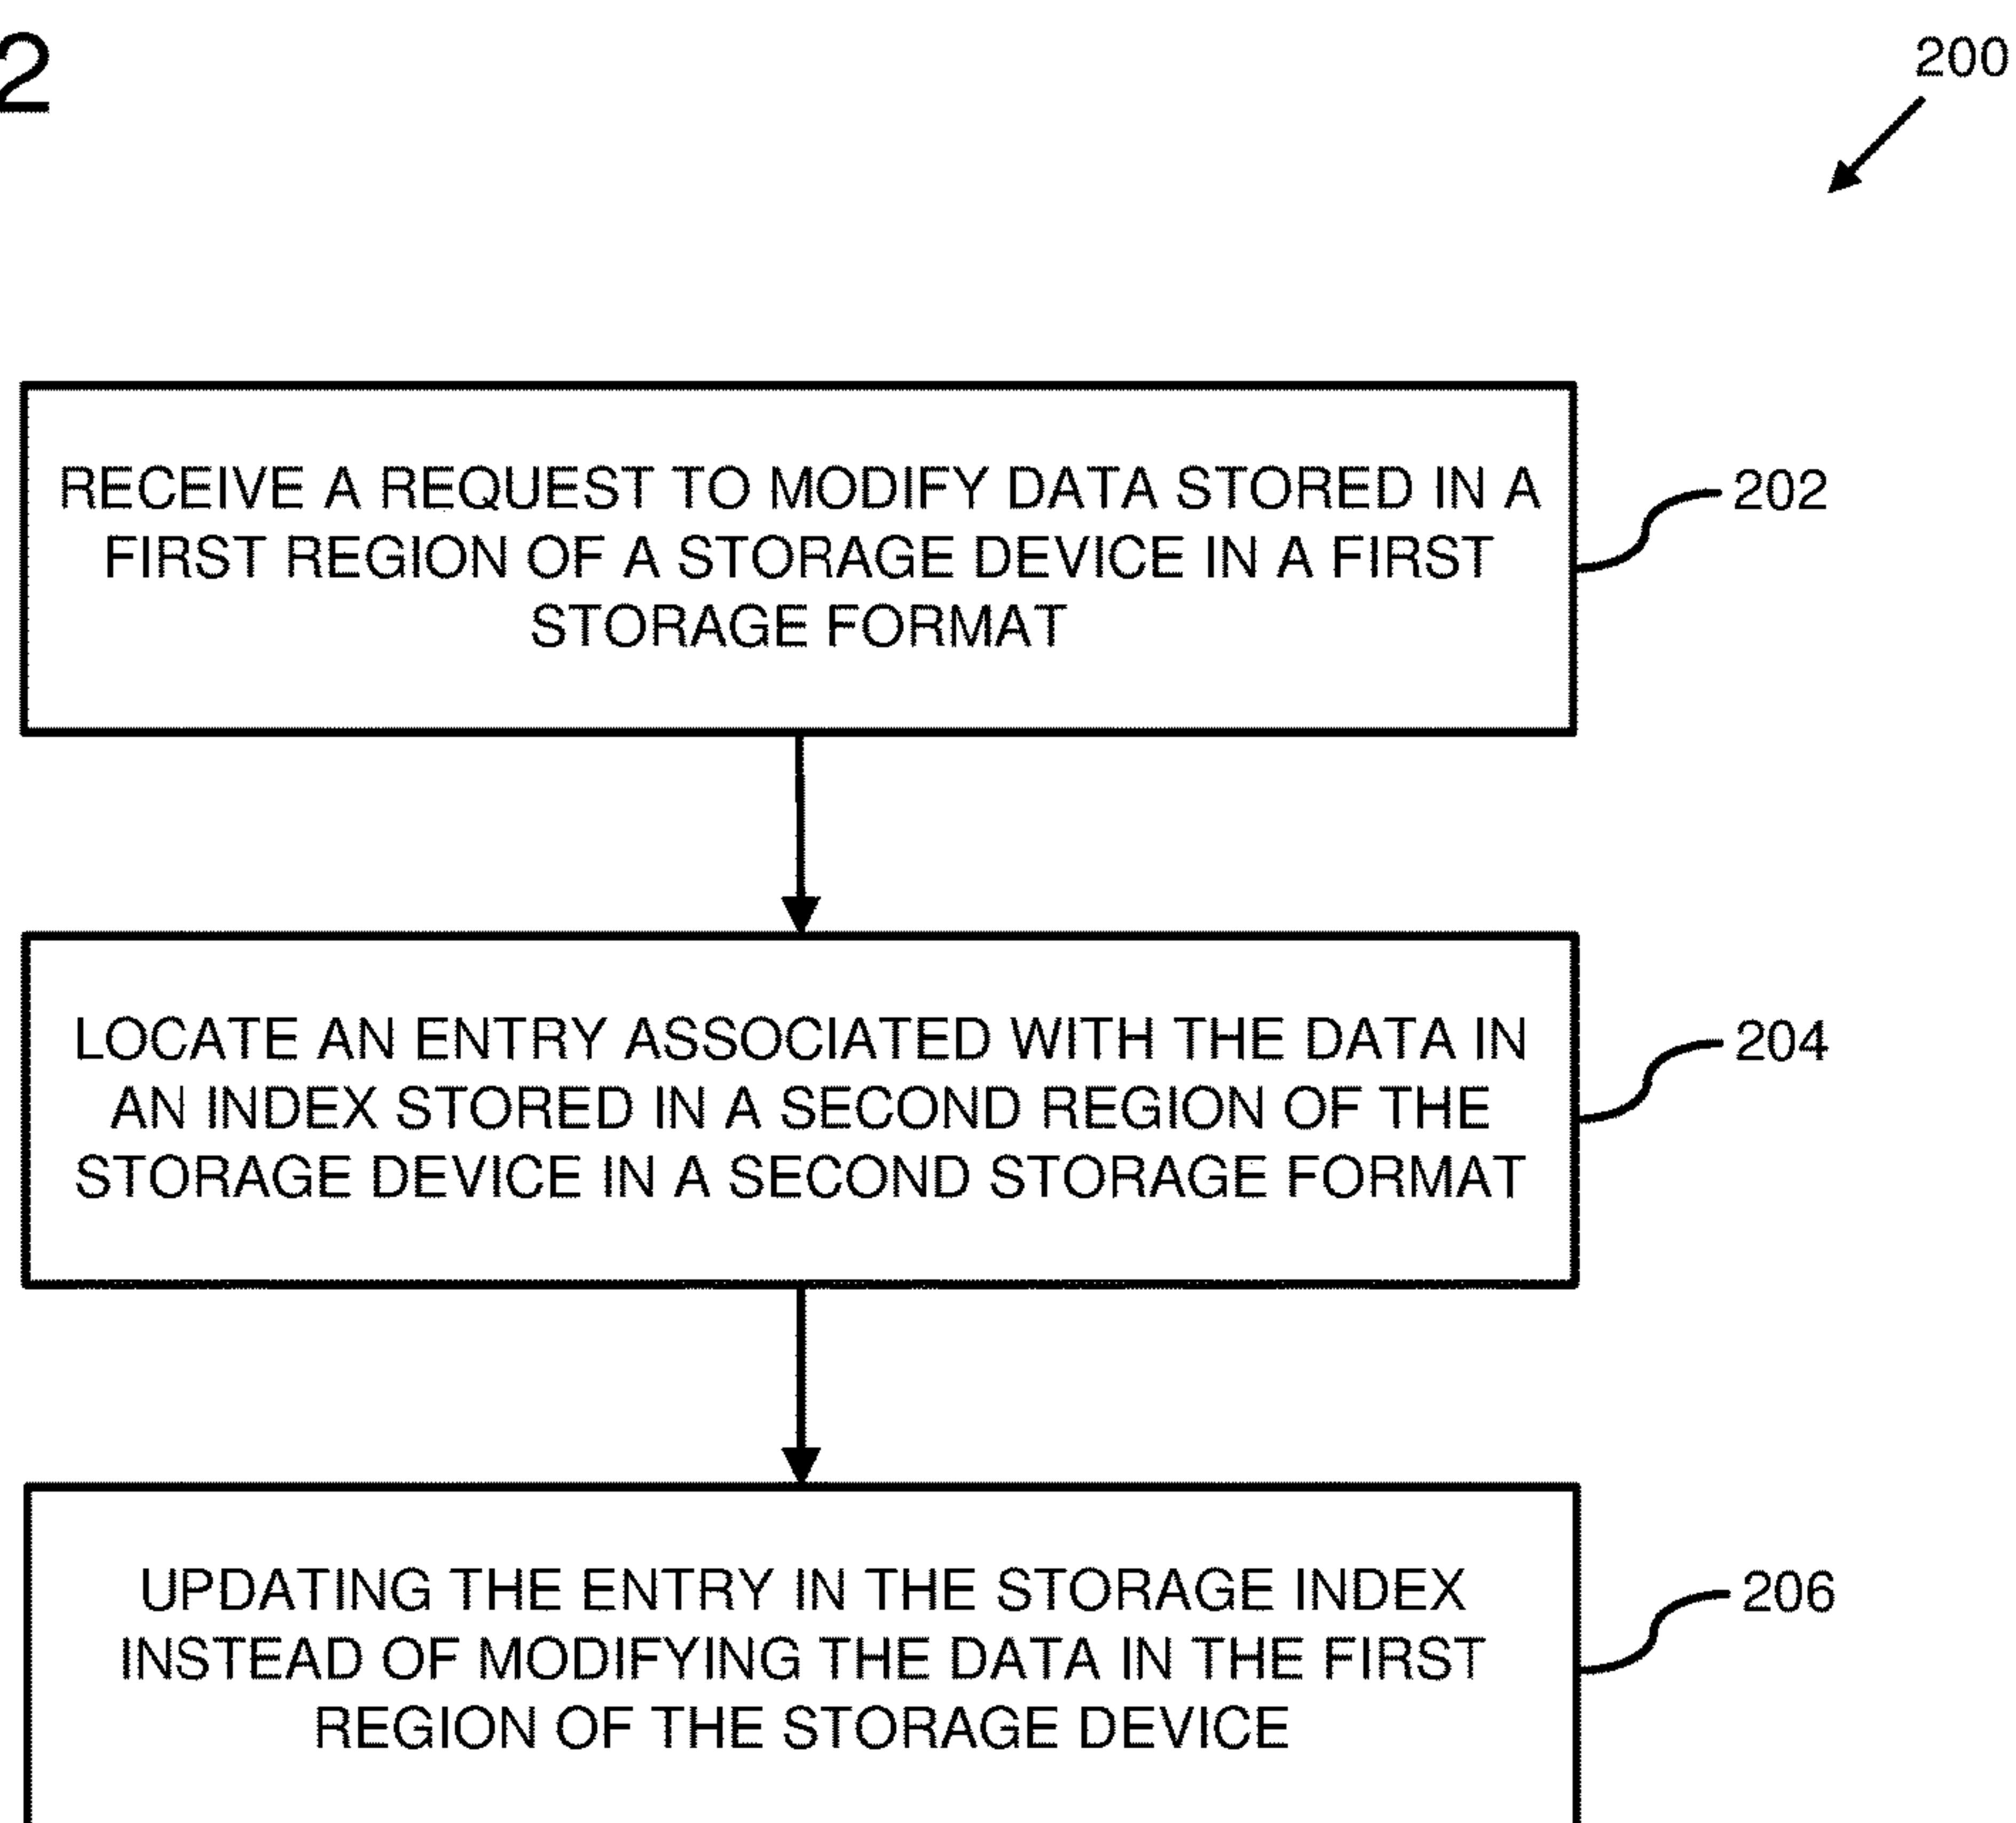 2
200
RECEIVE A REQUEST TO MODIFY DATA STORED IN A
FIRST REGION OF A STORAGE DEVICE IN A FIRST
STORAGE FORMAT
202
LOCATE AN ENTRY ASSOCIATED WITH THE DATA IN
AN INDEX STORED IN A SECOND REGION OF THE
STORAGE DEVICE IN A SECOND STORAGE FORMAT
204
UPDATING THE ENTRY IN THE STORAGE INDEX
INSTEAD OF MODIFYING THE DATA IN THE FIRST
REGION OF THE STORAGE DEVICE
206